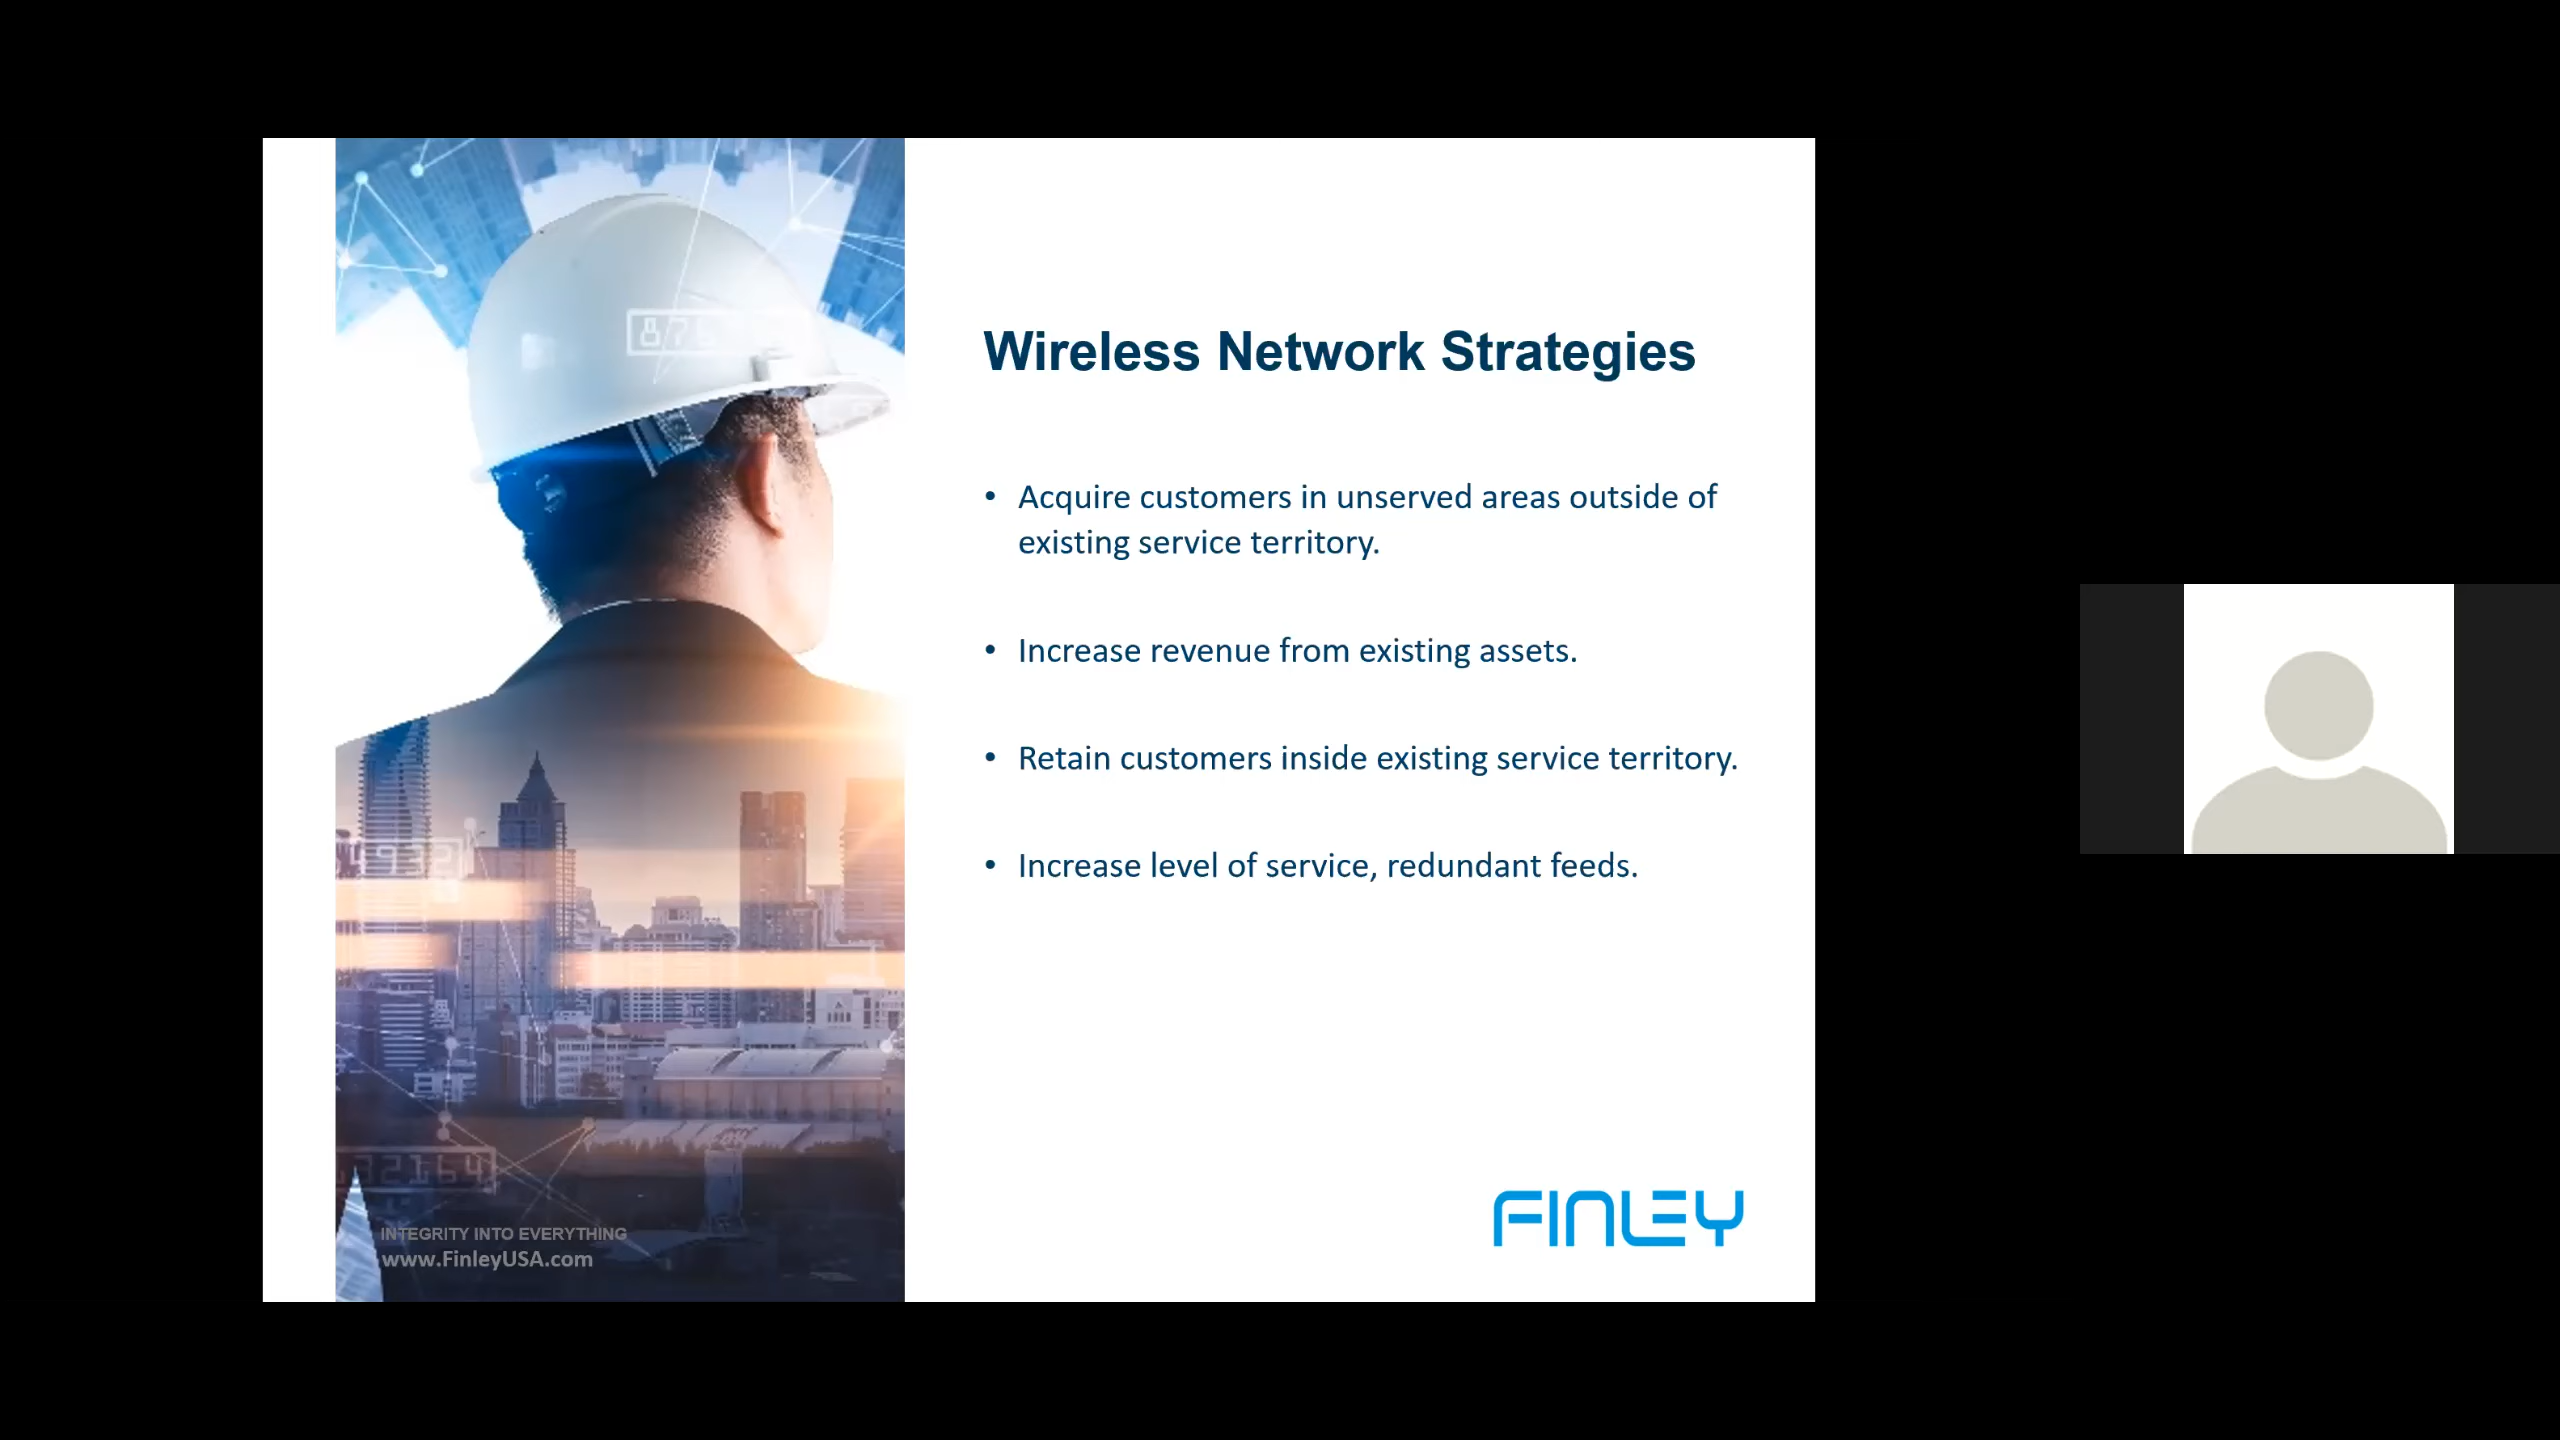 Wireless Network Strategies
• Acquire customers in unserved areas outside of
existing service territory.
• Increase revenue from existing assets.
• Retain customers inside existing service territory.
• Increase level of service, redundant feeds.
INTEGRITY INTO EVERYTHING
www.FinleyUSA.com
FINLEY